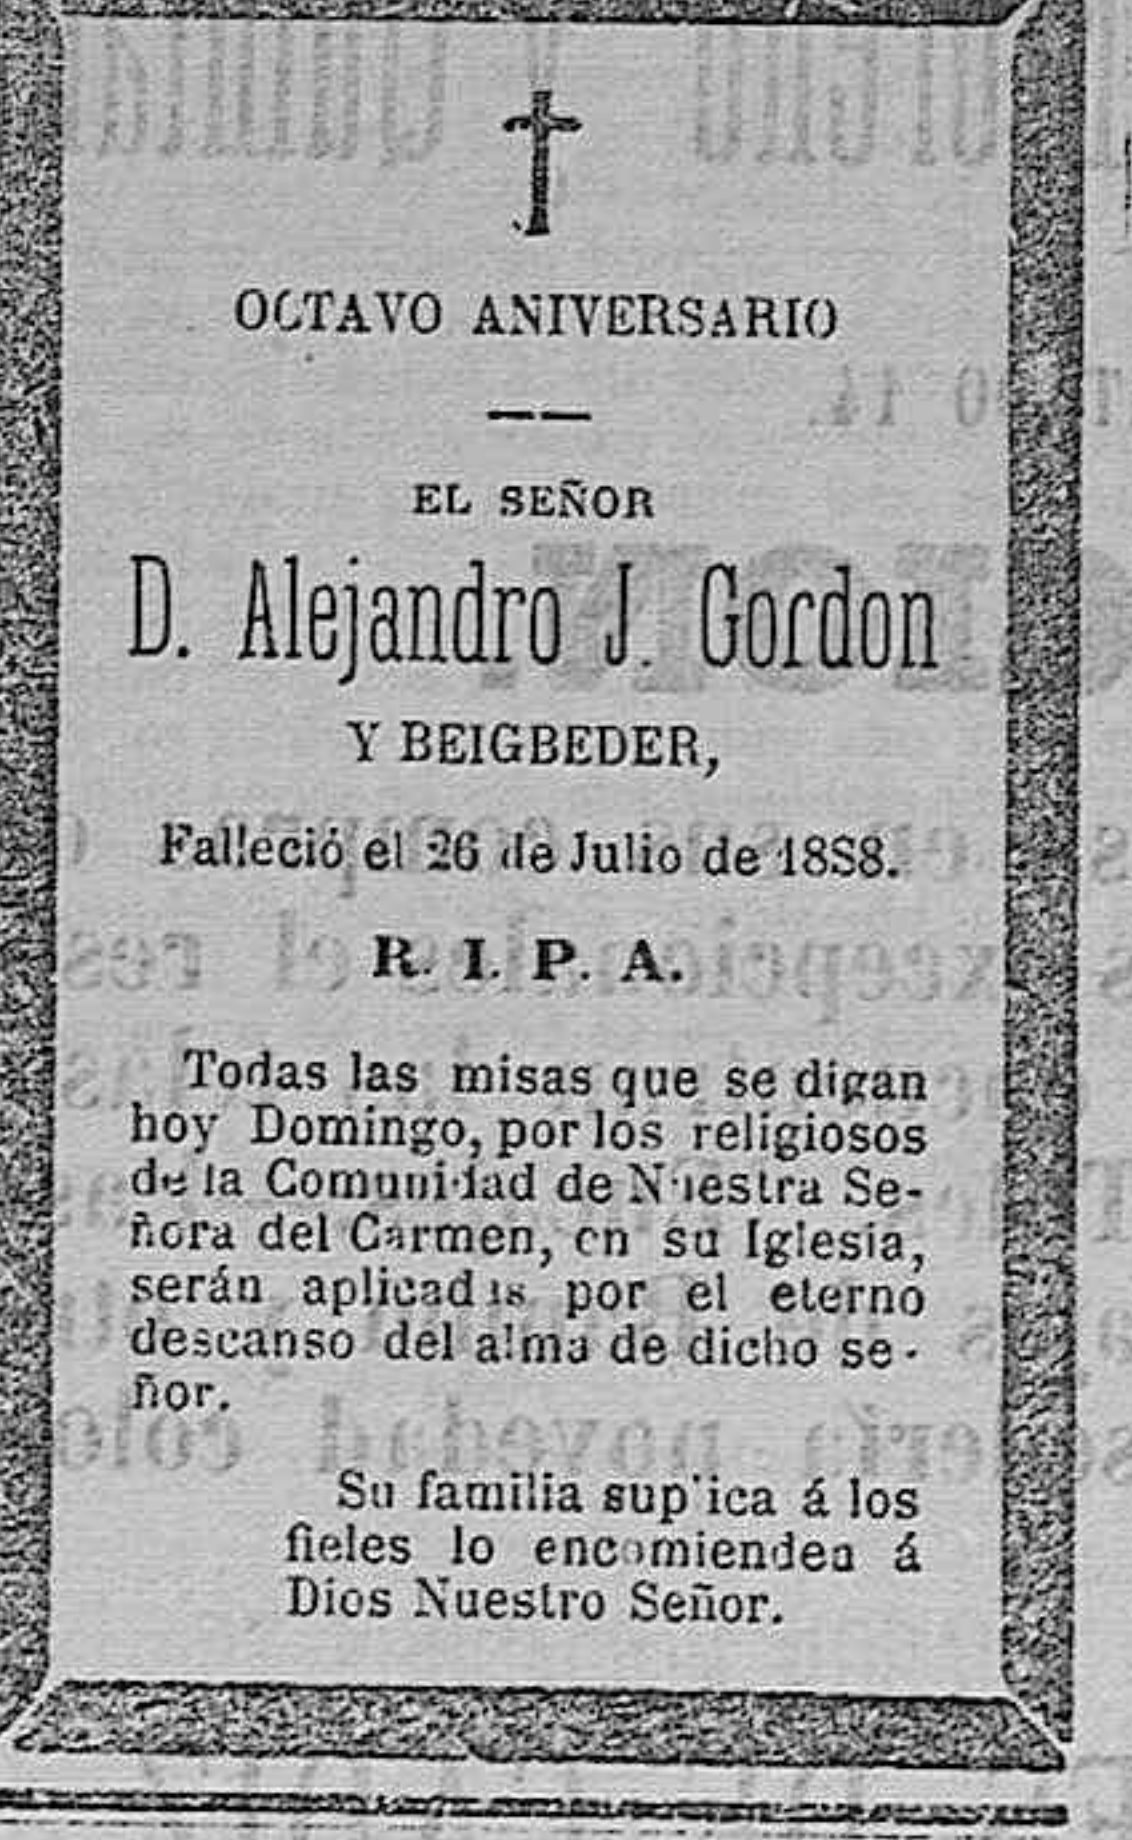 OCTAVO ANIVERSARIO
EL SEÑOR
D. Alejandro J. Gordon
Y BEIGBEDER,
Falleció el 26 de Julio de 1888.
R. I. P. A.
Todas las misas que se digan
hoy Domingo, por los religiosos
de la Comunidad de Nuestra Se-
ñora del Carmen, en su Iglesia,
serán aplicadas por el eterno
descanso del alma de dicho se-
ñor.
Su familia suplica á los
fieles lo encomienden á
Dios Nuestro Señor.